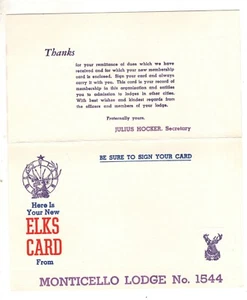 Thanks
for your remittance of dues which we have
received and for which your new membership
card is enclosed. Sign your card and always
carry it with you. This card is your record of
membership in this organization and entitles
you to admission to lodges in other cities.
With best wishes and kindest regards from
the officers and members of your lodge.
Fraternally yours,
JULIUS HOCKER, Secretary
BE SURE TO SIGN YOUR CARD
Here Is
Your New
ELKS
CARD
From
MONTICELLO LODGE No. 1544